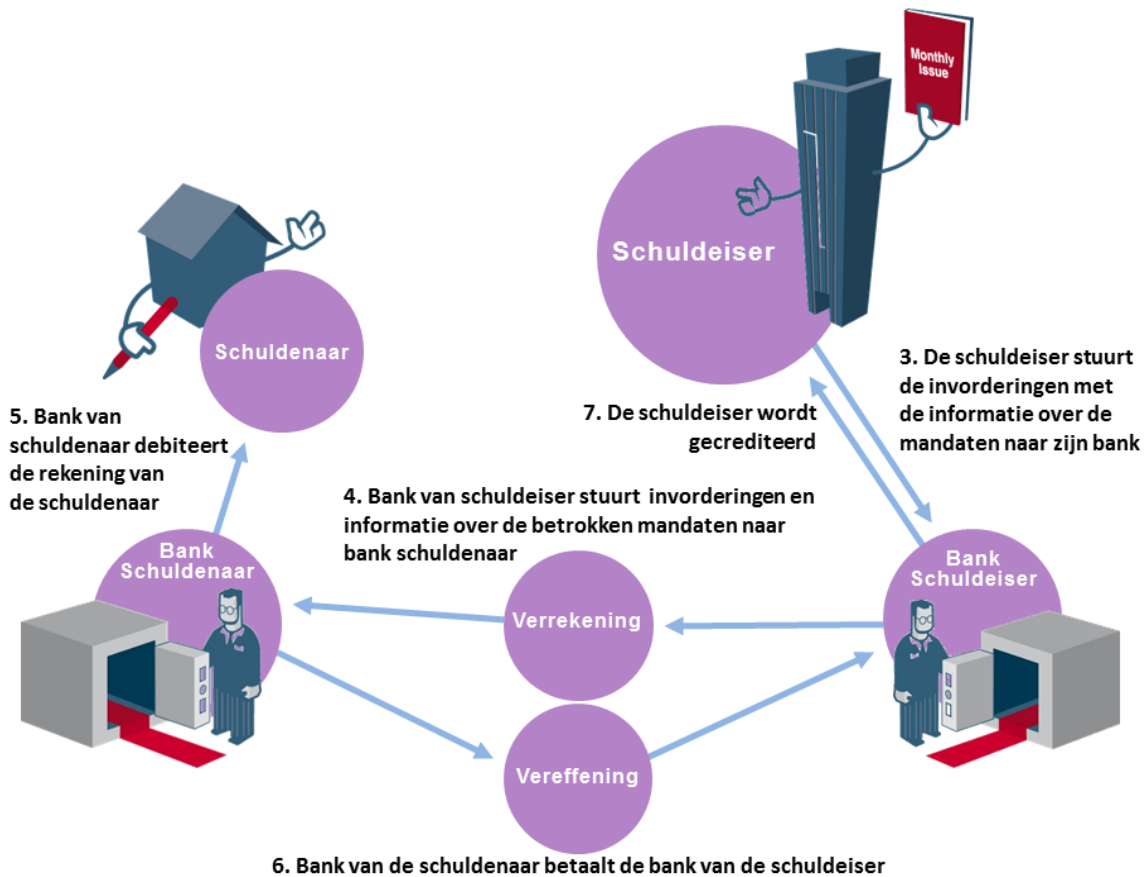 Monthly
Issue
Schuldeiser
Schuldenaar
3. De schuldeiser stuurt
de invorderingen met
de informatie over de
mandaten naar zijn bank
7. De schuldeiser wordt
gecrediteerd
5. Bank van
schuldenaar debiteert
de rekening van
de schuldenaar
4. Bank van schuldeiser stuurt invorderingen en
informatie over de betrokken mandaten naar
bank schuldenaar
Bank
Schuldenaar
Bank
Schuldeiser
Verrekening
Vereffening
6. Bank van de schuldenaar betaalt de bank van de schuldeiser